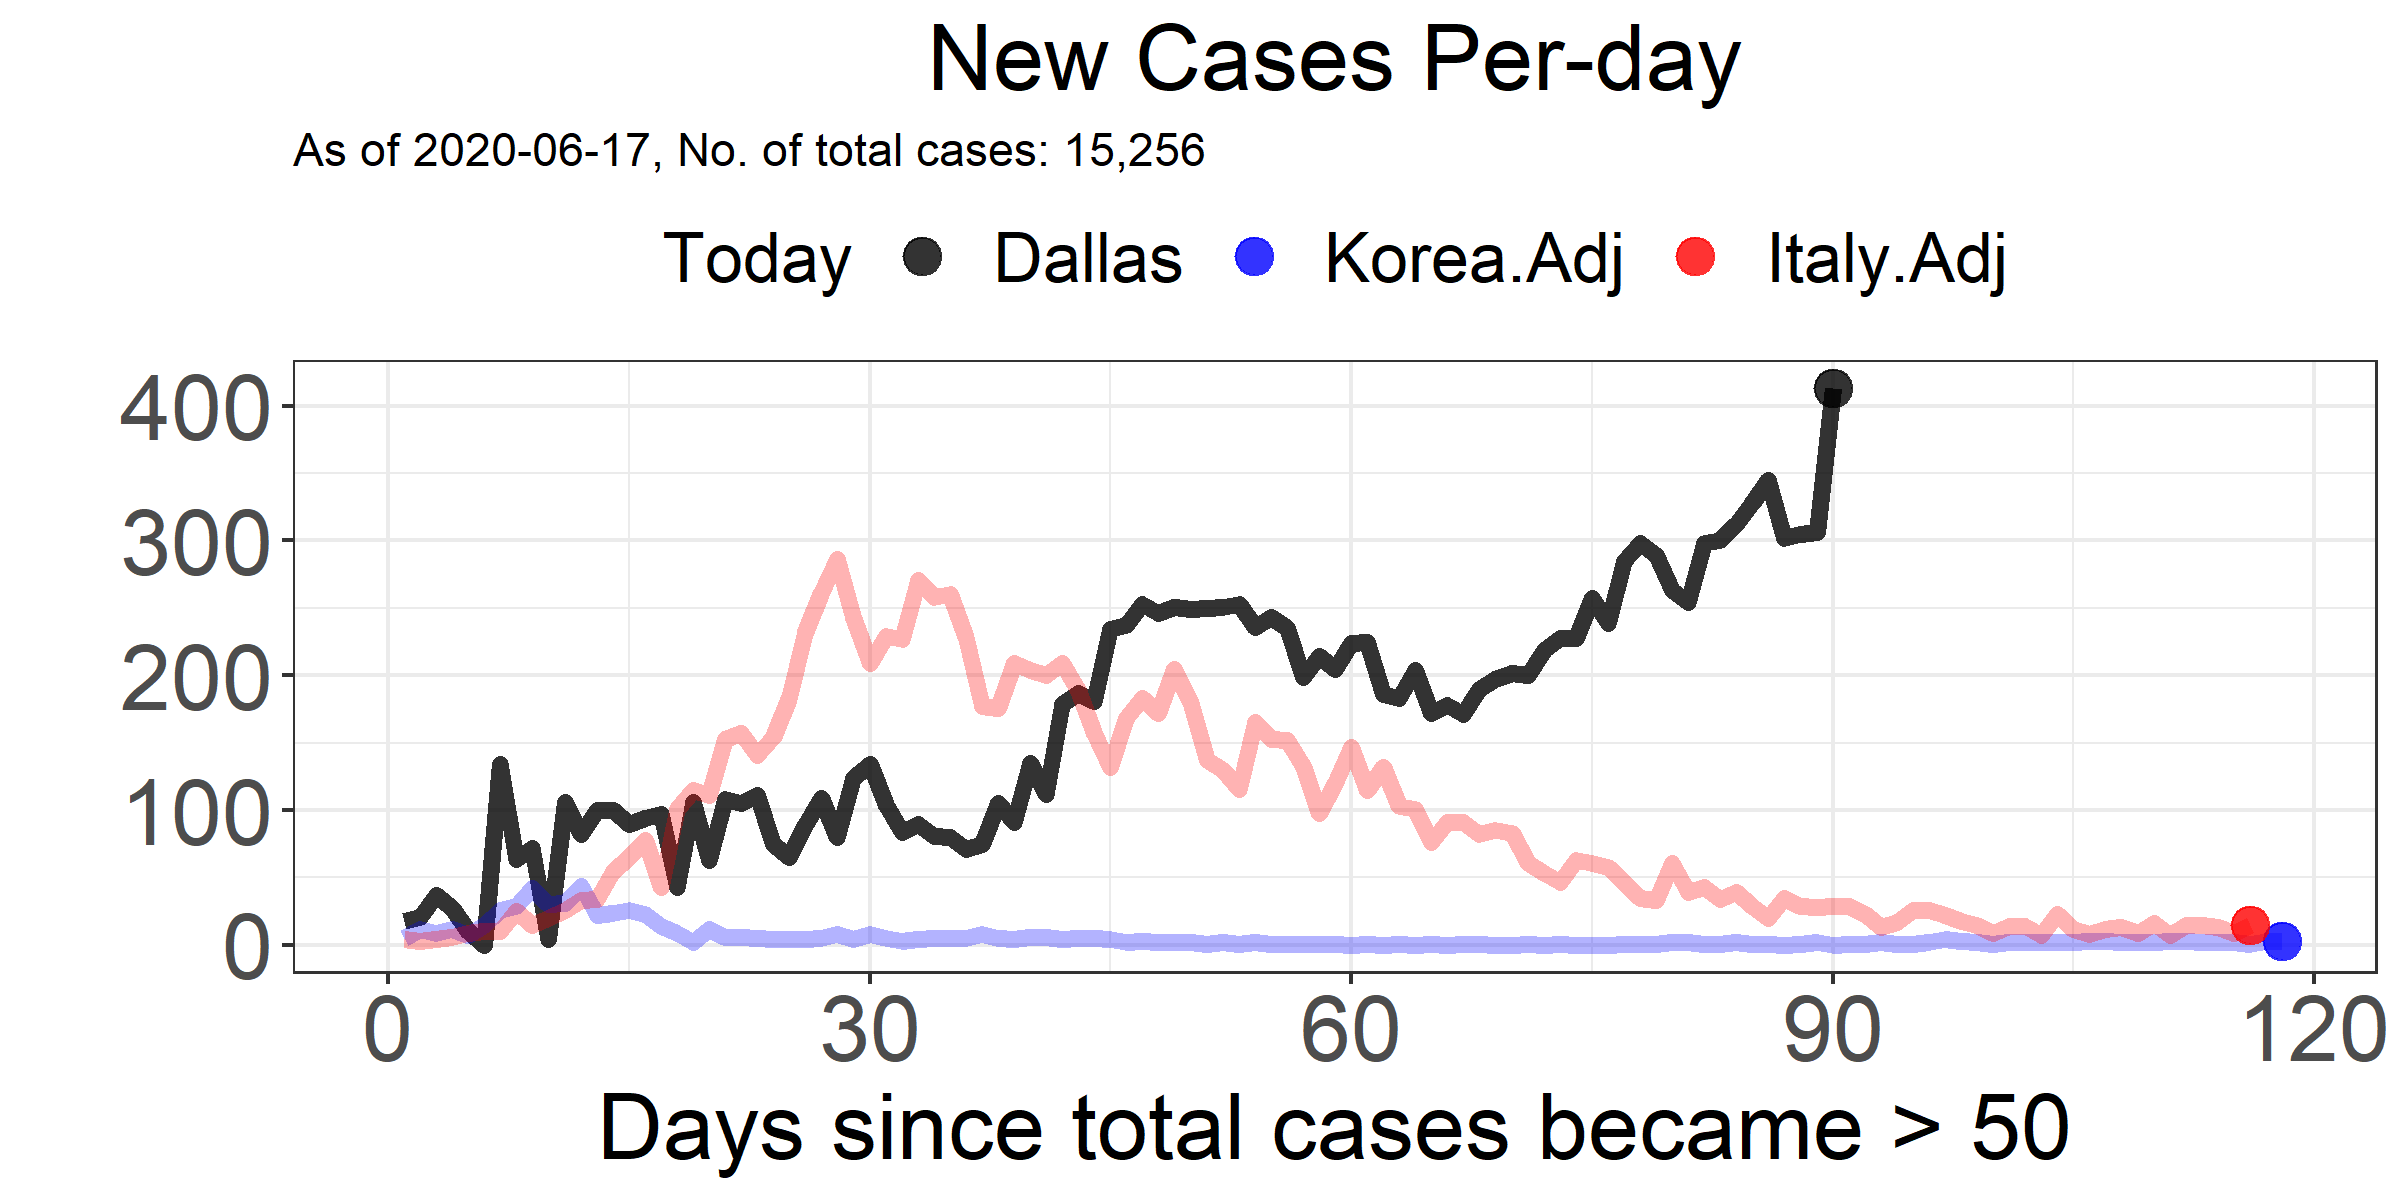 New Cases Per-day
As of 2020-06-17, No. of total cases: 15,256
Today Dallas Korea.Adj Italy.Adj
400
300
200
100
0
0 30 60 90 120
Days since total cases became > 50